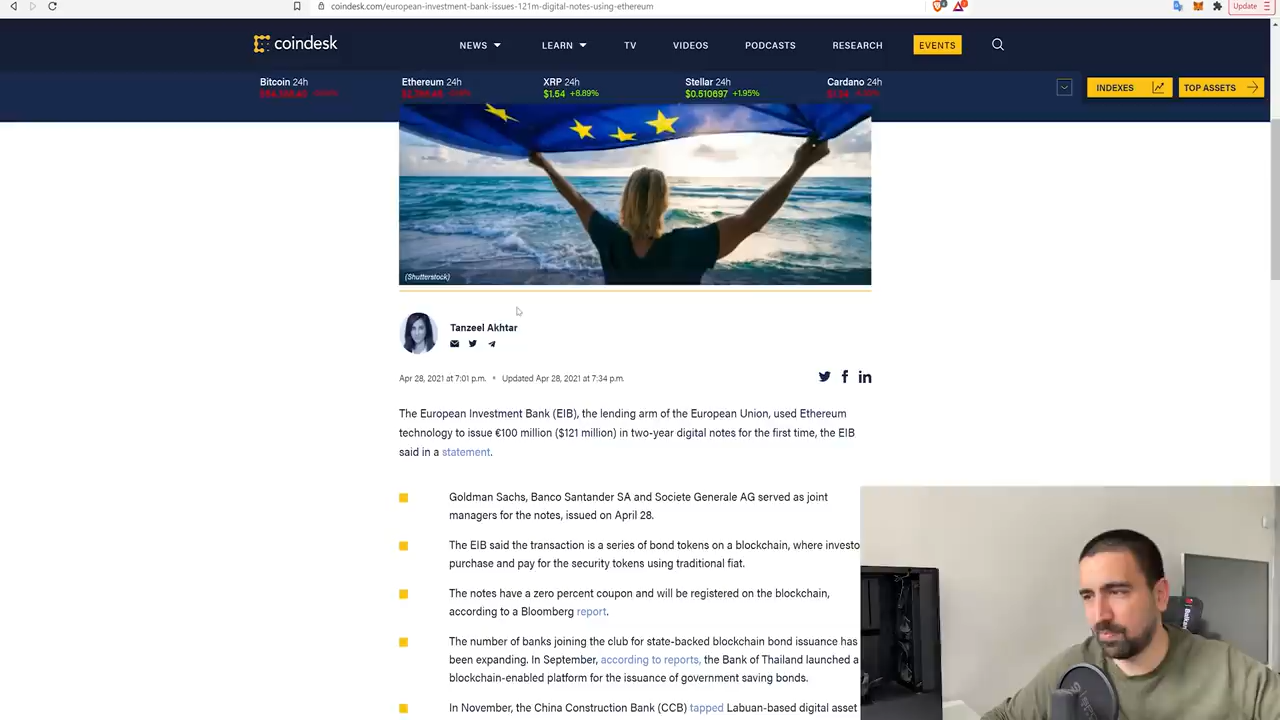 coindesk.com/european-investment-bank-issues-121m-digital-notes-using-ethereum
Update
coindesk
NEWS
LEARN
TV
VIDEOS
PODCASTS
RESEARCH
EVENTS
Bitcoin 24h
Ethereum 24h
XRP 24h
$1.54 +8.89%
Stellar 24h
$0.510697 +1.95%
Cardano 24h
INDEXES
TOP ASSETS
(Shutterstock)
Tanzeel Akhtar
Apr 28, 2021 at 7:01 p.m. • Updated Apr 28, 2021 at 7:34 p.m.
The European Investment Bank (EIB), the lending arm of the European Union, used Ethereum
technology to issue €100 million ($121 million) in two-year digital notes for the first time, the EIB
said in a statement.
Goldman Sachs, Banco Santander SA and Societe Generale AG served as joint
managers for the notes, issued on April 28.
The EIB said the transaction is a series of bond tokens on a blockchain, where investo
purchase and pay for the security tokens using traditional fiat.
The notes have a zero percent coupon and will be registered on the blockchain,
according to a Bloomberg report.
The number of banks joining the club for state-backed blockchain bond issuance has
been expanding. In September, according to reports, the Bank of Thailand launched a
blockchain-enabled platform for the issuance of government saving bonds.
In November, the China Construction Bank (CCB) tapped Labuan-based digital asset